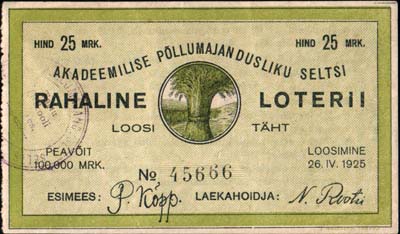 HIND 25 MRK. HIND 25 MRK.
AKADEEMILISE PÕLLUMAJANDUSLIKU SELTSI
RAHALINE LOTERII
LOOSI TÄHT
PEAVÕIT LOOSIMINE
100,000 MRK. 26. IV. 1925
No 45666
ESIMEES: P. Kõpp. LAEKAHOIDJA: N. Rootsi